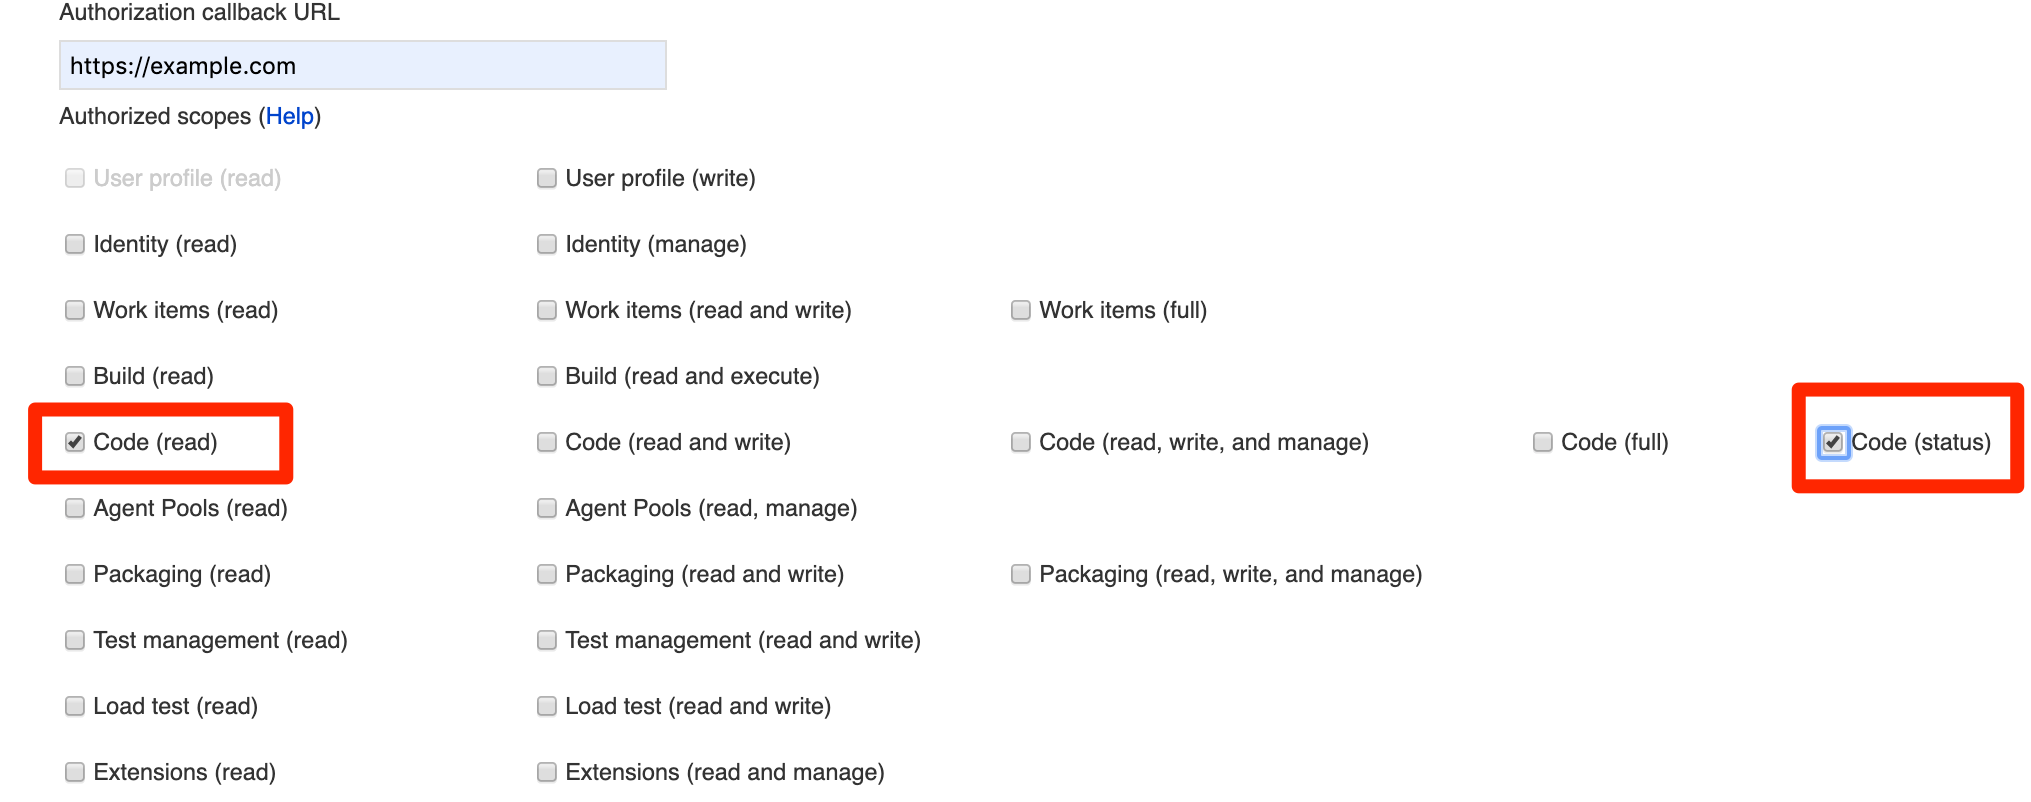 Authorization callback URL
https://example.com
Authorized scopes (Help)
User profile (read) User profile (write)
Identity (read) Identity (manage)
Work items (read) Work items (read and write) Work items (full)
Build (read) Build (read and execute)
Code (read) Code (read and write) Code (read, write, and manage) Code (full) Code (status)
Agent Pools (read) Agent Pools (read, manage)
Packaging (read) Packaging (read and write) Packaging (read, write, and manage)
Test management (read) Test management (read and write)
Load test (read) Load test (read and write)
Extensions (read) Extensions (read and manage)